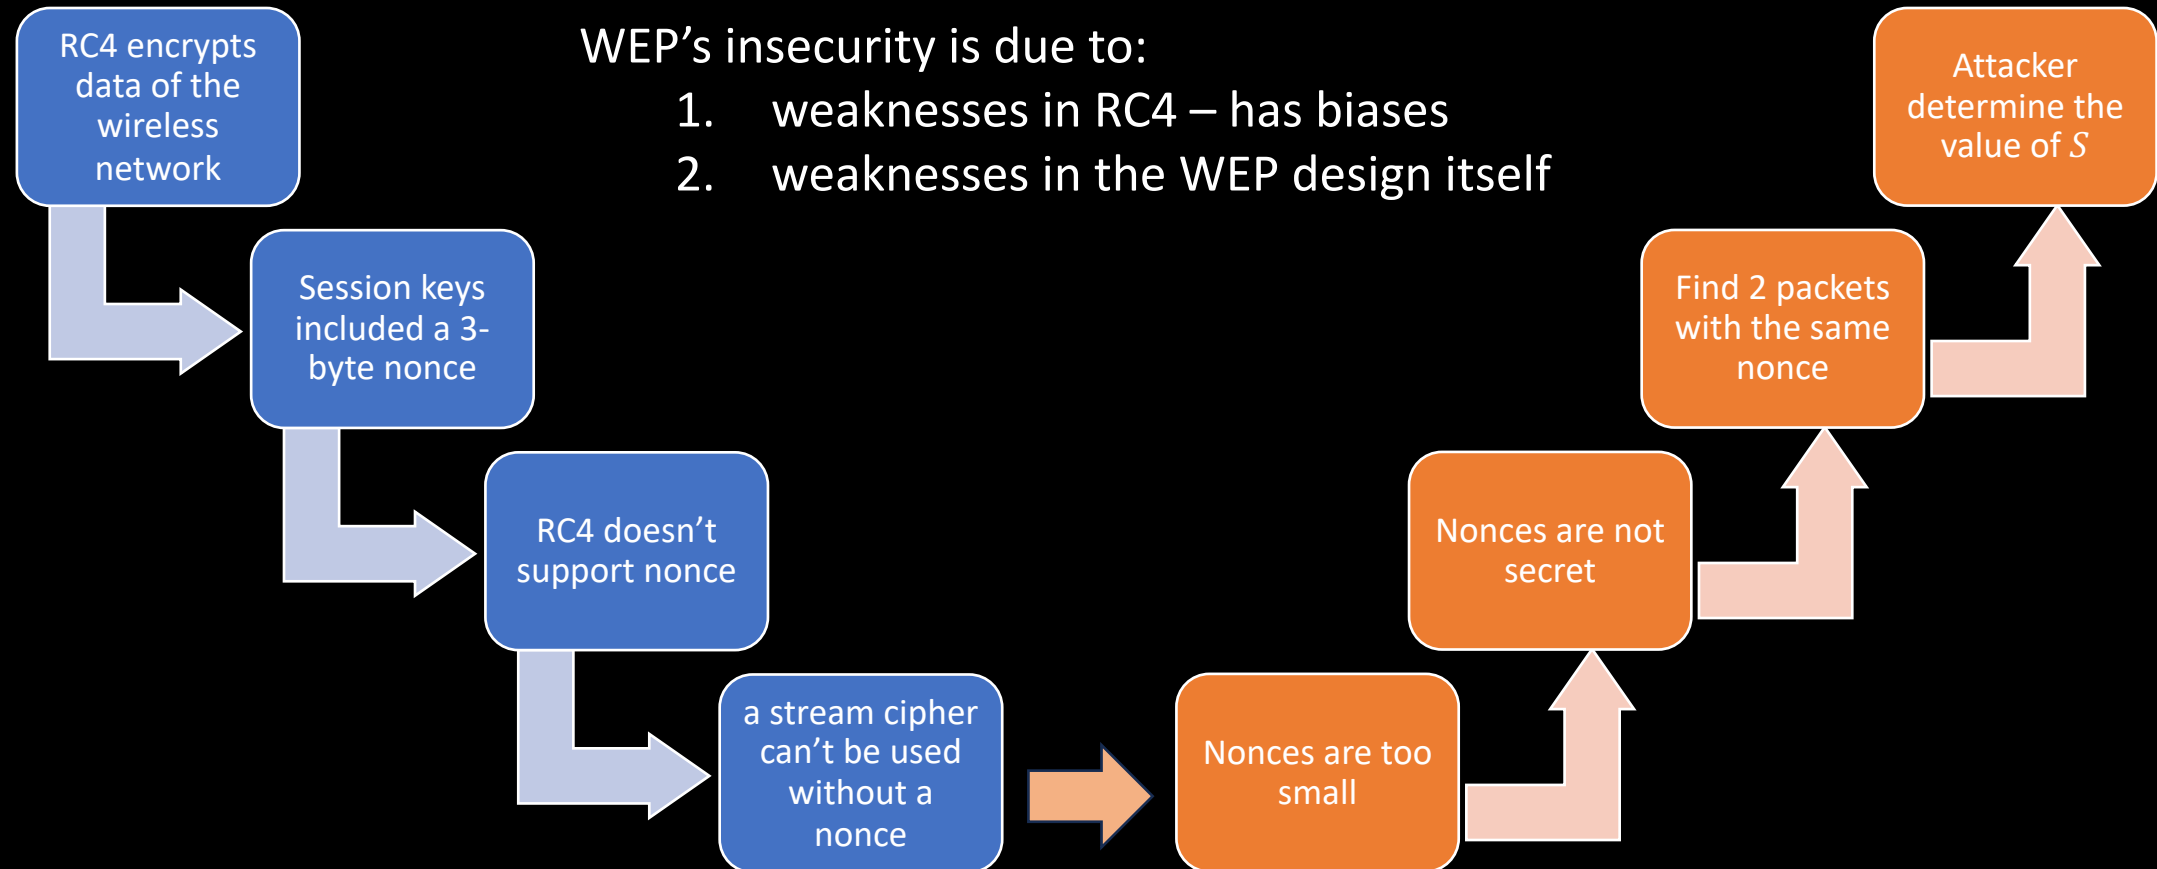 WEP’s insecurity is due to:
1. weaknesses in RC4 – has biases
2. weaknesses in the WEP design itself
RC4 encrypts
data of the
wireless
network
Session keys
included a 3-
byte nonce
RC4 doesn’t
support nonce
a stream cipher
can’t be used
without a
nonce
Nonces are too
small
Nonces are not
secret
Find 2 packets
with the same
nonce
Attacker
determine the
value of S